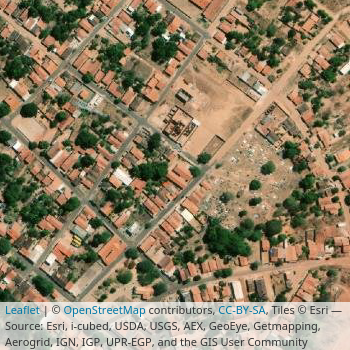 Leaflet | © OpenStreetMap contributors, CC-BY-SA, Tiles © Esri —
Source: Esri, i-cubed, USDA, USGS, AEX, GeoEye, Getmapping,
Aerogrid, IGN, IGP, UPR-EGP, and the GIS User Community